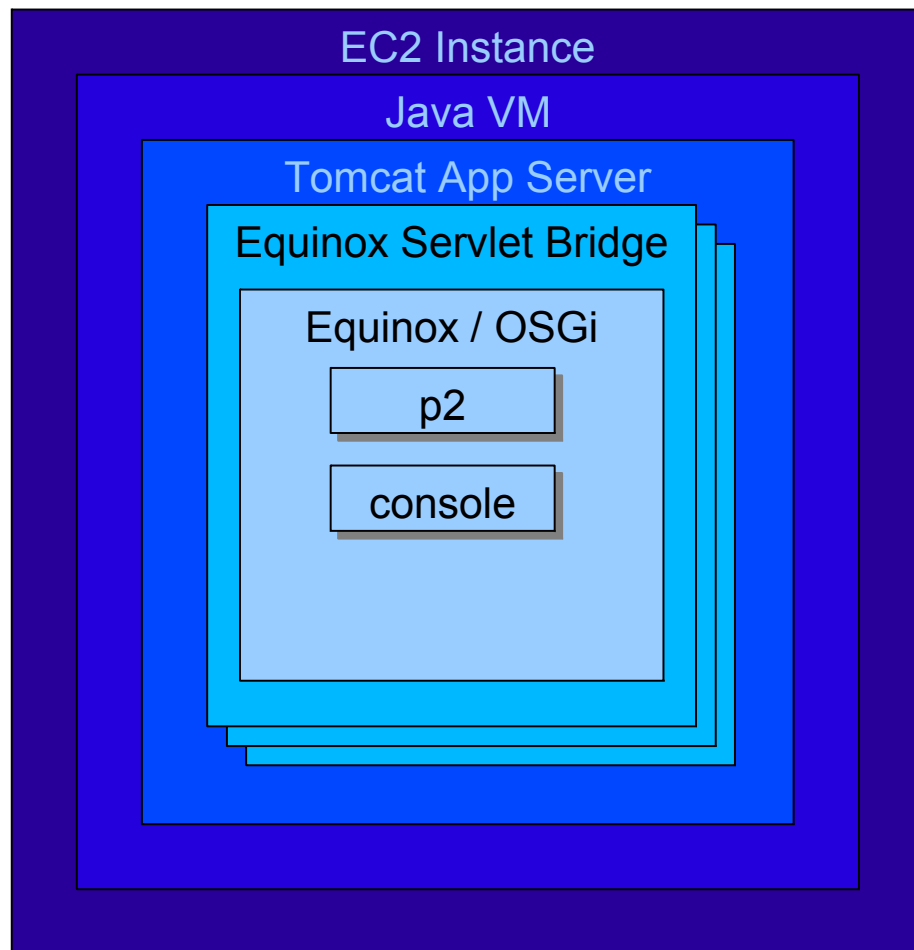 EC2 Instance
Java VM
Tomcat App Server
Equinox Servlet Bridge
Equinox / OSGi
p2
console